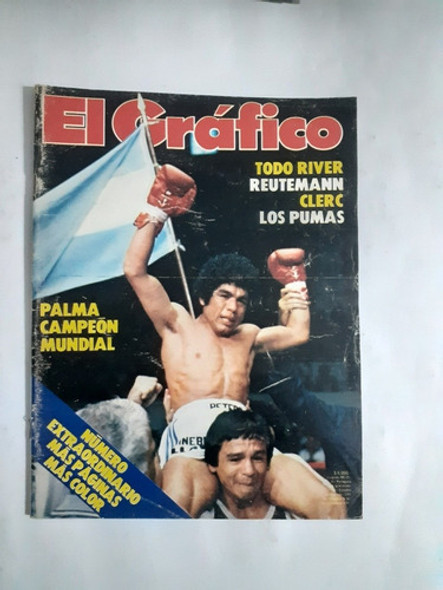 El Gráfico
TODO RIVER
REUTEMANN
CLERC
LOS PUMAS
PALMA
CAMPEÓN
MUNDIAL
NÚMERO
EXTRAORDINARIO
MÁS PÁGINAS
MÁS COLOR